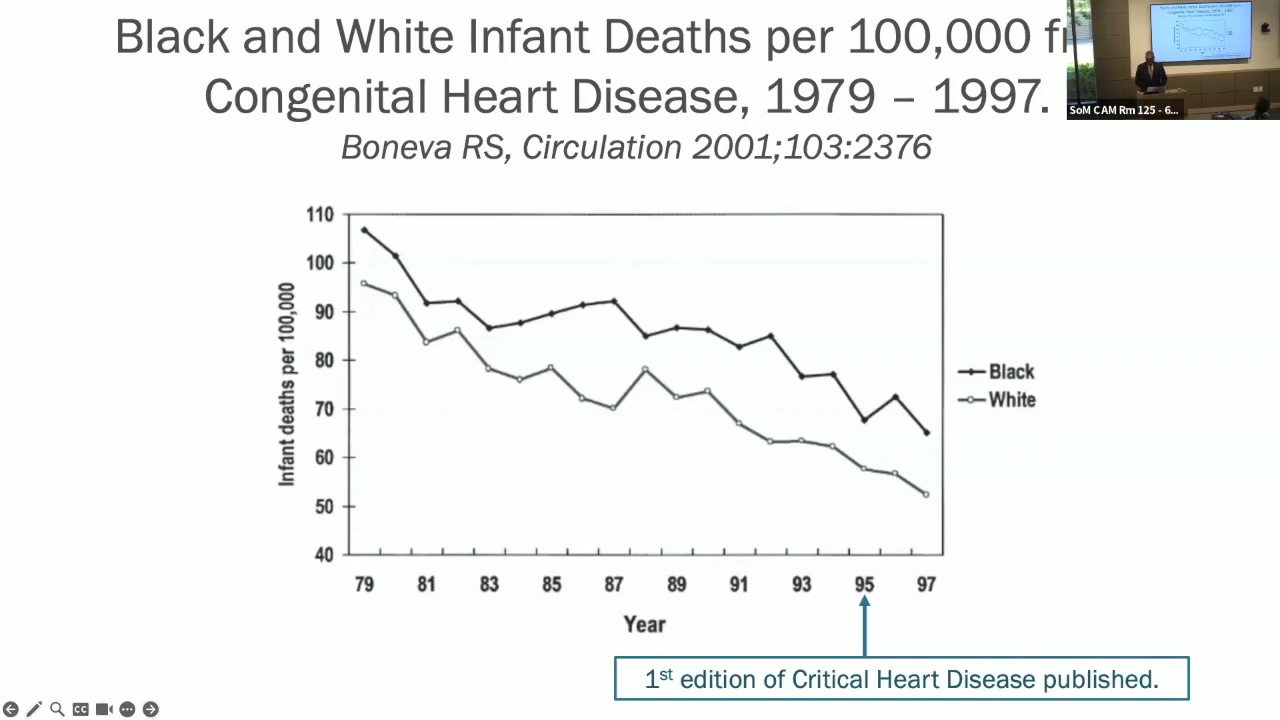 Black and White Infant Deaths per 100,000 f
Congenital Heart Disease, 1979 – 1997.
Boneva RS, Circulation 2001;103:2376
SoM CAM Rm 125 - 6...
110
100
90
80
70
60
50
40
Infant deaths per 100,000
Black
White
79 81 83 85 87 89 91 93 95 97
Year
1st edition of Critical Heart Disease published.
CC